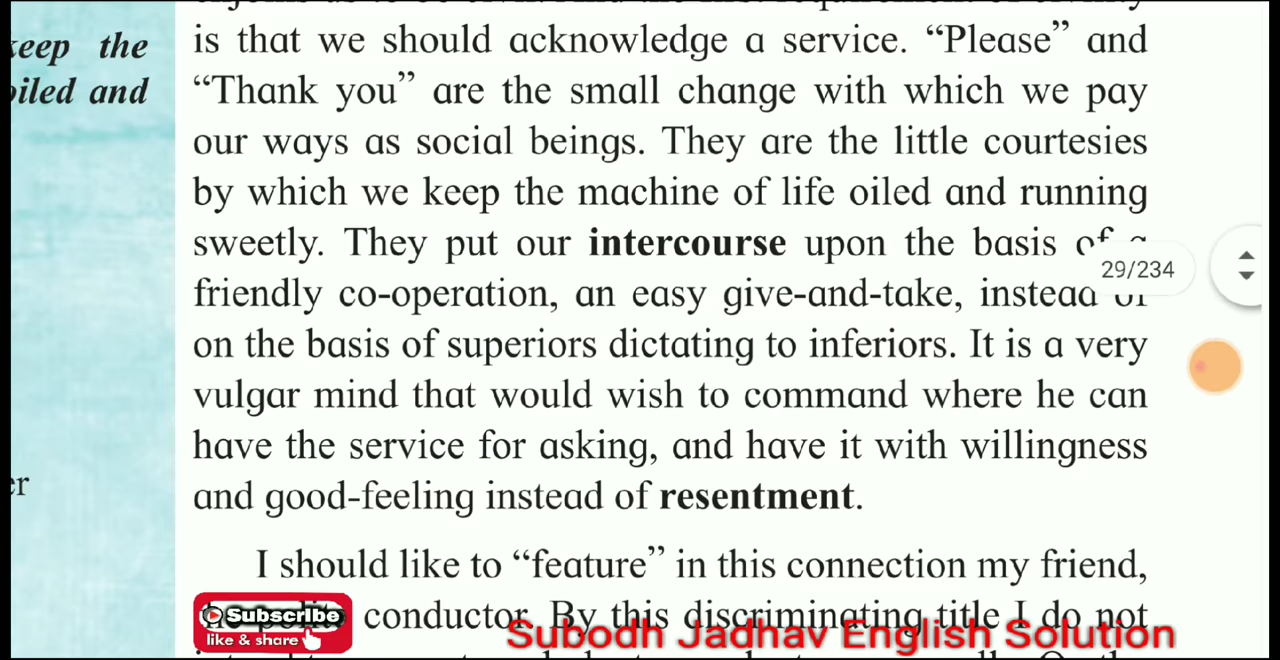 keep the
oiled and
er
is that we should acknowledge a service. “Please” and
“Thank you” are the small change with which we pay
our ways as social beings. They are the little courtesies
by which we keep the machine of life oiled and running
sweetly. They put our intercourse upon the basis of a
friendly co-operation, an easy give-and-take, instead of
on the basis of superiors dictating to inferiors. It is a very
vulgar mind that would wish to command where he can
have the service for asking, and have it with willingness
and good-feeling instead of resentment.
I should like to “feature” in this connection my friend,
conductor. By this discriminating title I do not
29/234
Subscribe
like & share
Subodh Jadhav English Solution